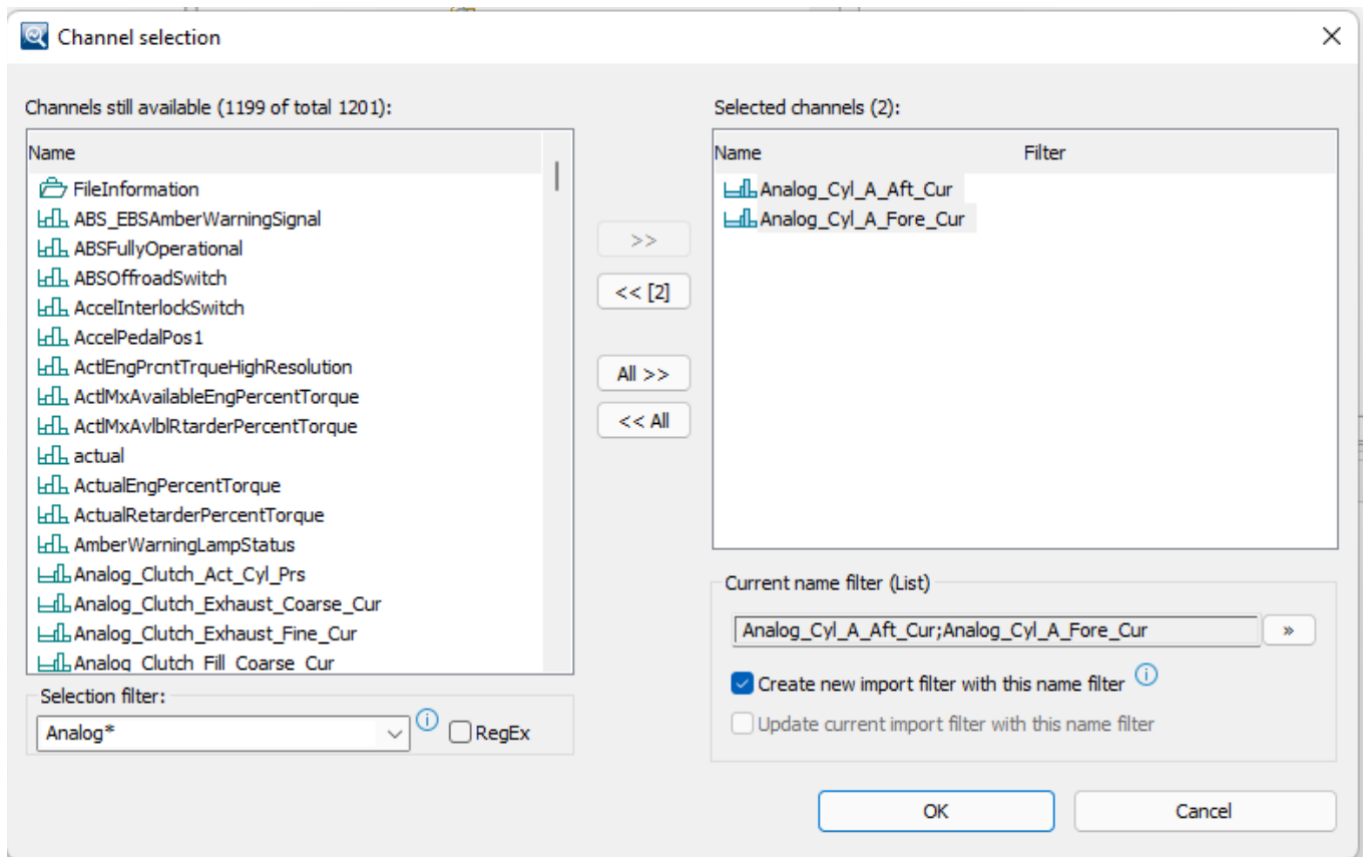 Channel selection
Channels still available (1199 of total 1201):
Name
FileInformation
ABS_EBSAmberWarningSignal
ABSFullyOperational
ABSOffroadSwitch
AccelInterlockSwitch
AccelPedalPos1
ActlEngPrcntTrqueHighResolution
ActlMxAvailableEngPercentTorque
ActlMxAvlblRtarderPercentTorque
actual
ActualEngPercentTorque
ActualRetarderPercentTorque
AmberWarningLampStatus
Analog_Clutch_Act_Cyl_Prs
Analog_Clutch_Exhaust_Coarse_Cur
Analog_Clutch_Exhaust_Fine_Cur
Analog_Clutch_Fill_Coarse_Cur
Selection filter:
Analog*
RegEx
>>
<< [2]
All >>
<< All
Selected channels (2):
Name Filter
Analog_Cyl_A_Aft_Cur
Analog_Cyl_A_Fore_Cur
Current name filter (List)
Analog_Cyl_A_Aft_Cur;Analog_Cyl_A_Fore_Cur
»
Create new import filter with this name filter
Update current import filter with this name filter
OK
Cancel